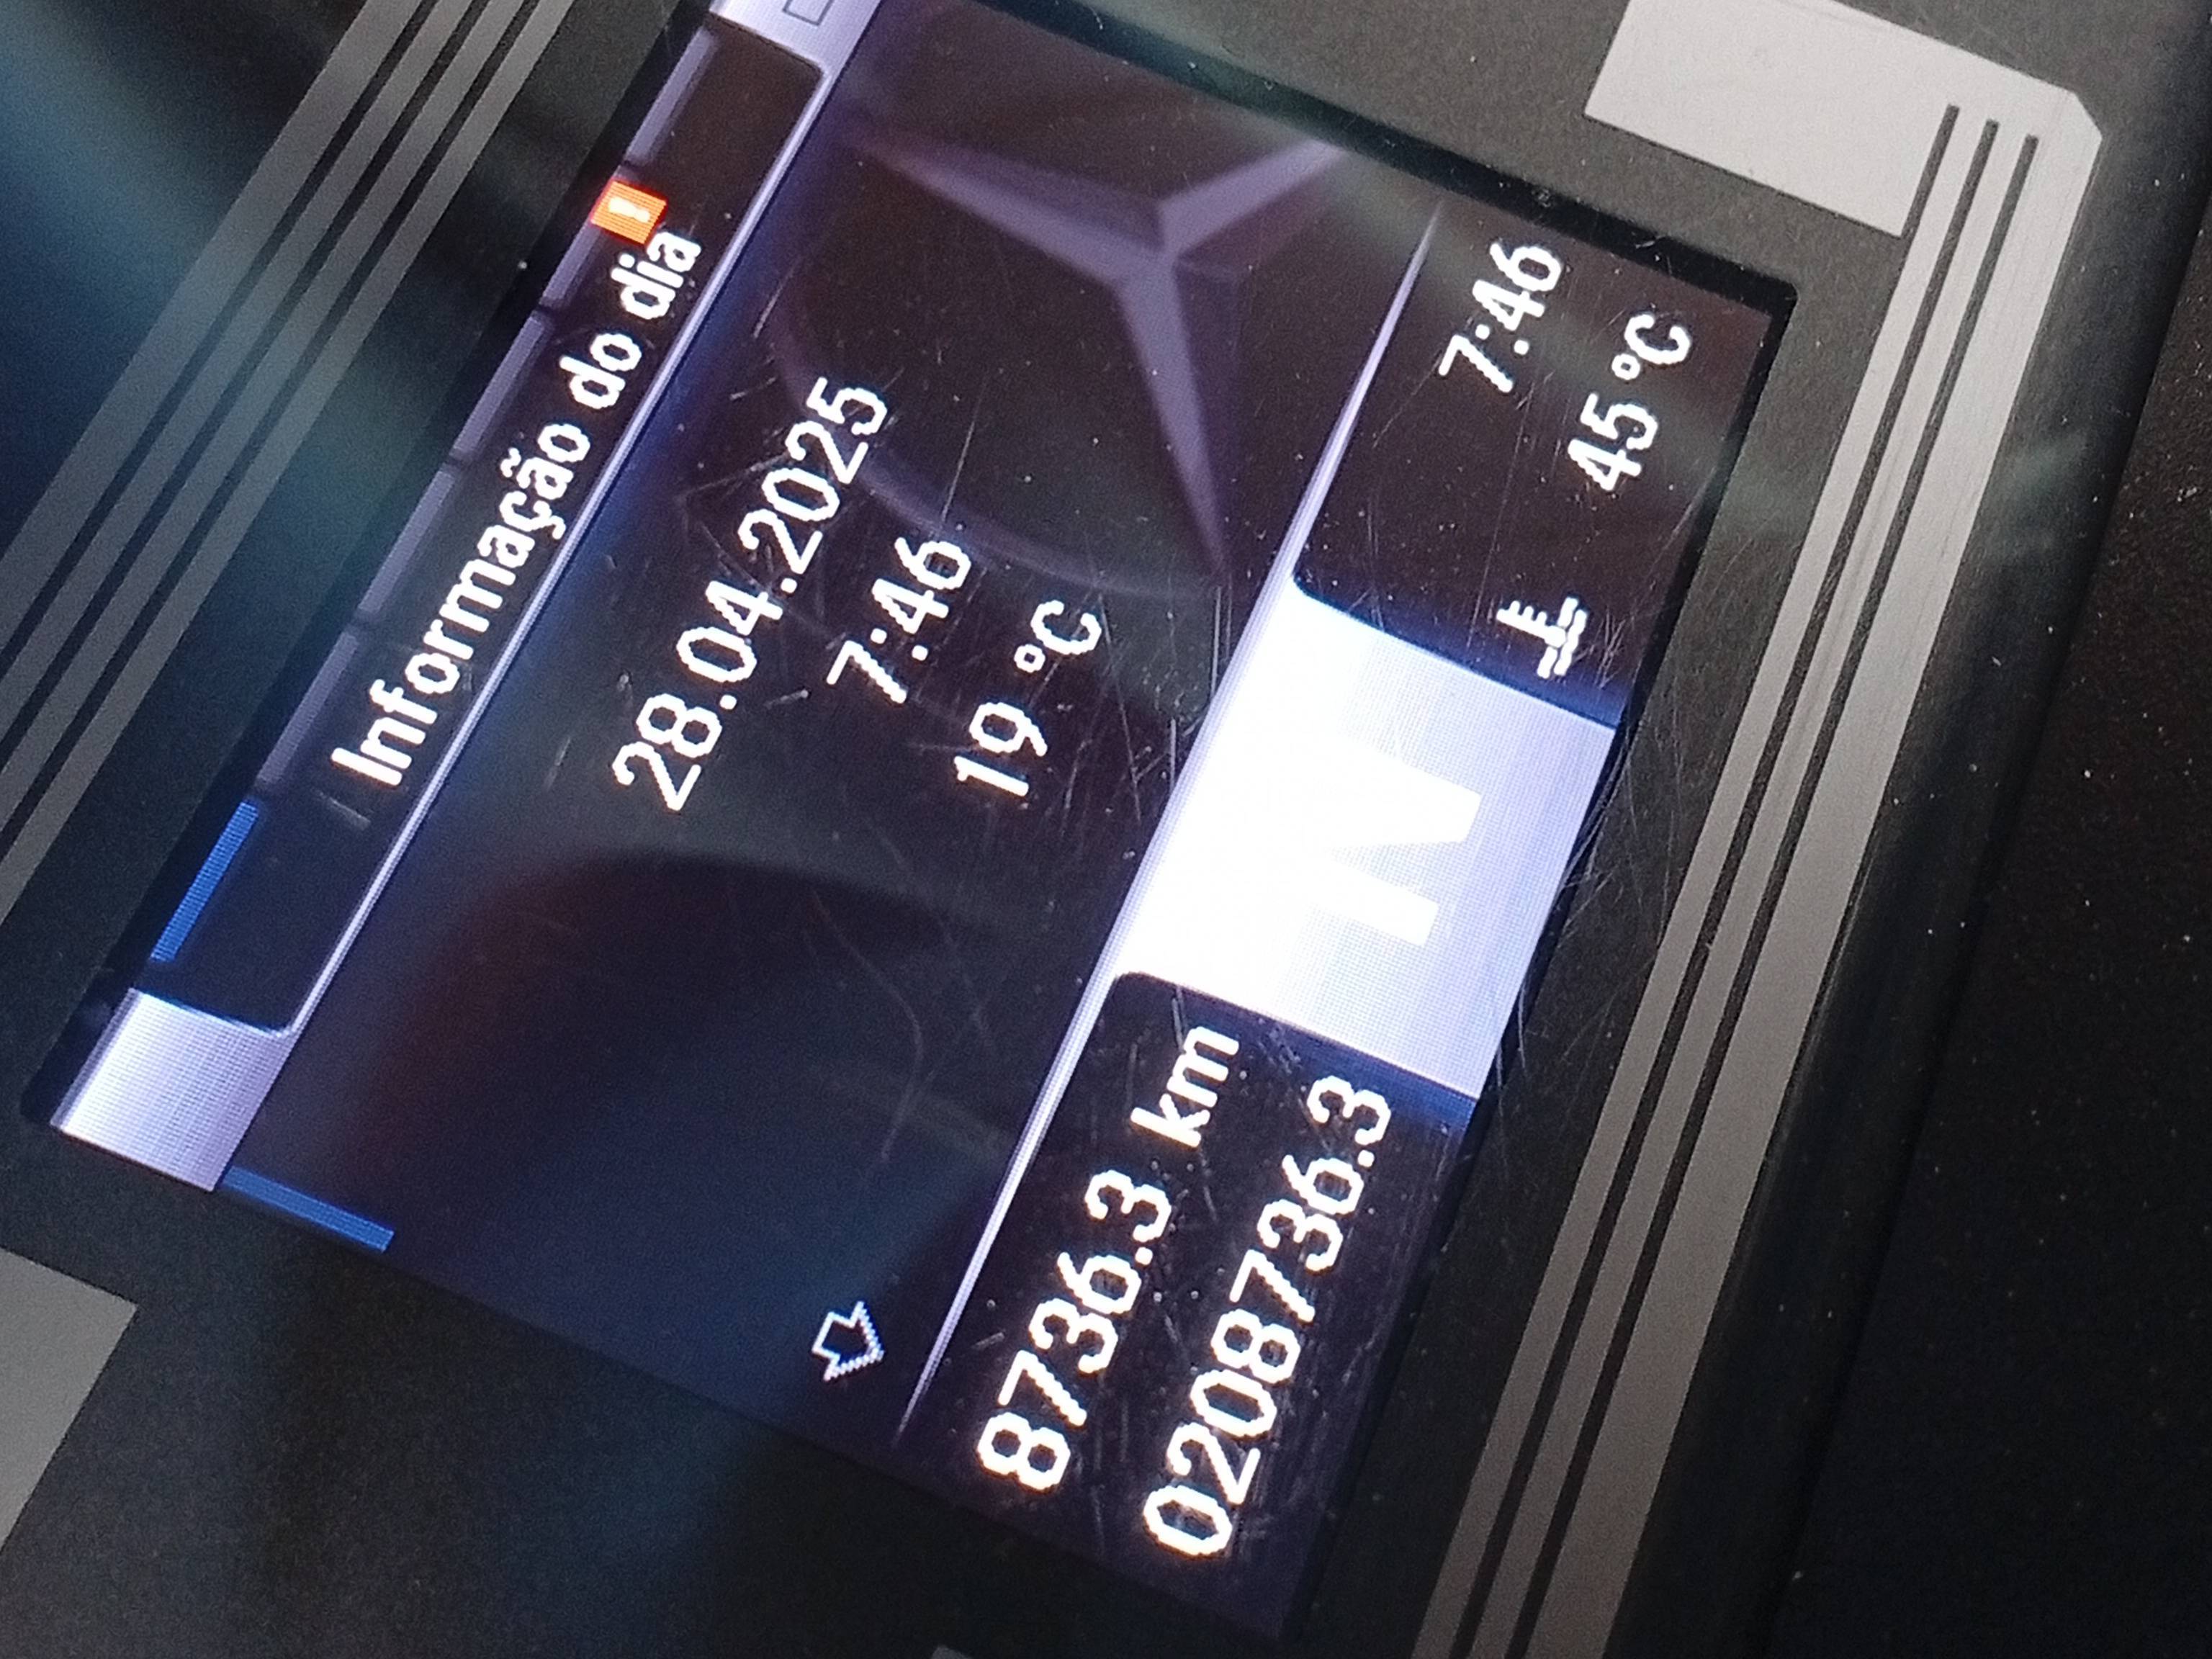 Informação do dia
28.04.2025
7:46
19 °C
8736.3 km
0208736.3
N
7:46
45 °C